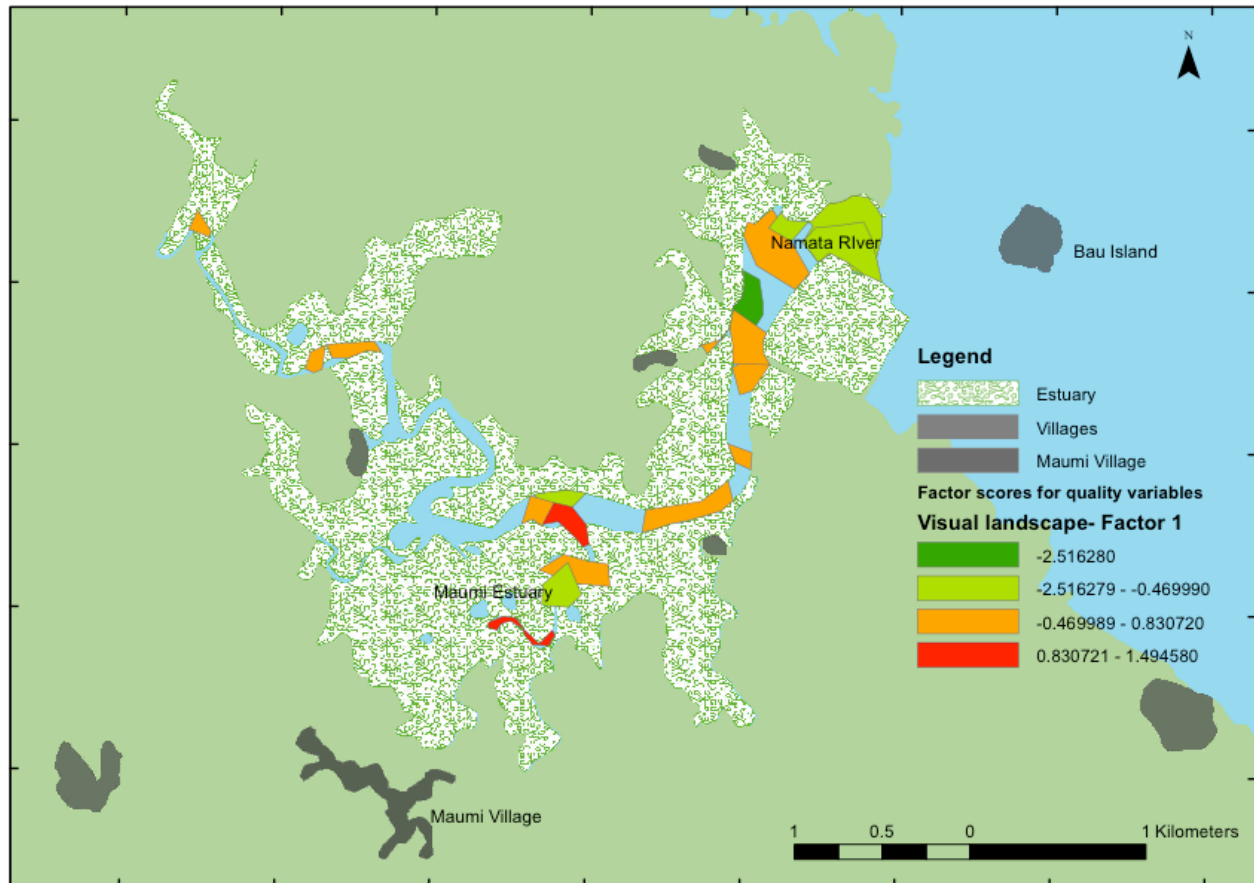 N
Namata RIver
Bau Island
Legend
Estuary
Villages
Maumi Village
Factor scores for quality variables
Visual landscape- Factor 1
-2.516280
-2.516279 - -0.469990
-0.469989 - 0.830720
0.830721 - 1.494580
Maumi Estuary
Maumi Village
1 0.5 0 1 Kilometers